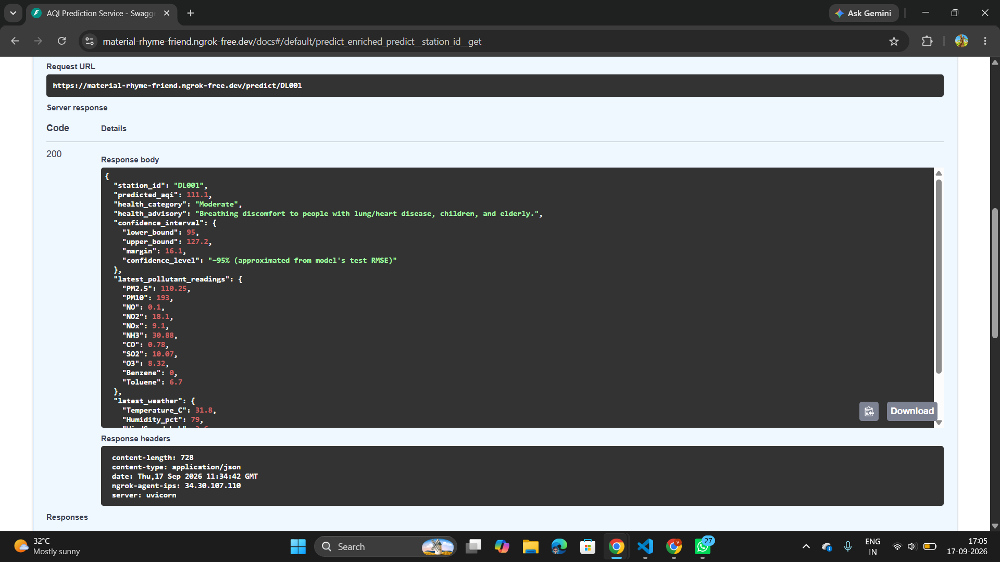 AQI Prediction Service - Swagg
Ask Gemini
material-rhyme-friend.ngrok-free.dev/docs#/default/predict_enriched_predict__station_id__get
Request URL
https://material-rhyme-friend.ngrok-free.dev/predict/DL001
Server response
Code Details
200
Response body
{
"station_id": "DL001",
"predicted_aqi": 111.1,
"health_category": "Moderate",
"health_advisory": "Breathing discomfort to people with lung/heart disease, children, and elderly.",
"confidence_interval": {
"lower_bound": 95,
"upper_bound": 127.2,
"margin": 16.1,
"confidence_level": "~95% (approximated from model's test RMSE)"
},
"latest_pollutant_readings": {
"PM2.5": 110.25,
"PM10": 193,
"NO": 0.1,
"NO2": 18.1,
"NOx": 9.1,
"NH3": 30.88,
"CO": 0.78,
"SO2": 10.07,
"O3": 8.32,
"Benzene": 0,
"Toluene": 6.7
},
"latest_weather": {
"Temperature_C": 31.8,
"Humidity_pct": 79,
Download
Response headers
content-length: 728
content-type: application/json
date: Thu,17 Sep 2026 11:34:42 GMT
ngrok-agent-ips: 34.30.107.110
server: uvicorn
Responses
32°C
Mostly sunny
Search
27
ENG
IN
17:05
17-09-2026